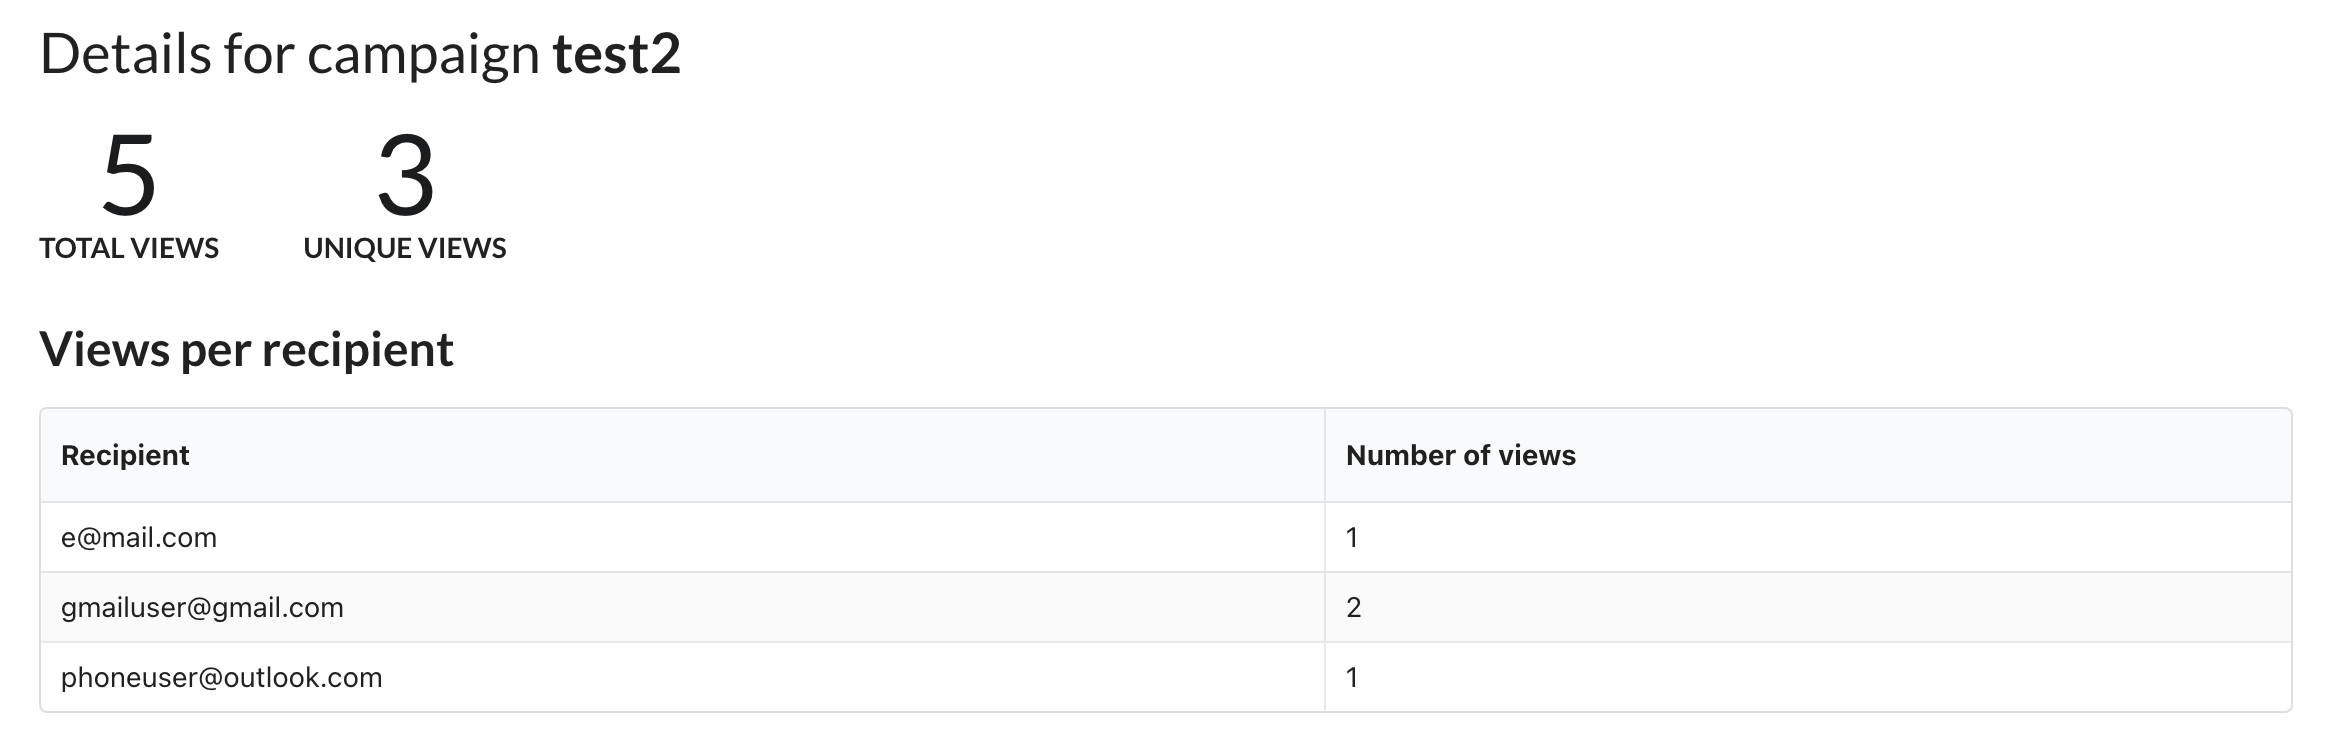 Details for campaign test2
5 3
TOTAL VIEWS UNIQUE VIEWS
Views per recipient
Recipient Number of views
e@mail.com 1
gmailuser@gmail.com 2
phoneuser@outlook.com 1